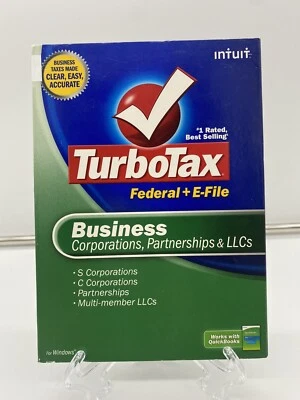 BUSINESS
TAXES MADE
CLEAR, EASY,
ACCURATE
intuit
#1 Rated,
Best Selling
TurboTax
Federal + E-File
Business
Corporations, Partnerships & LLCs
• S Corporations
• C Corporations
• Partnerships
• Multi-member LLCs
Works with
QuickBooks
For Windows